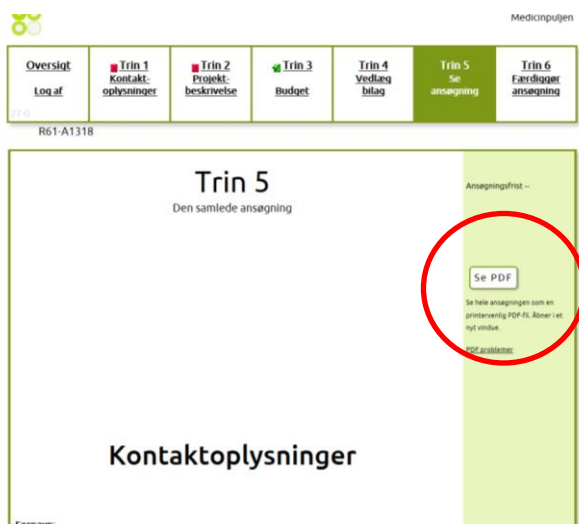 Medicinpuljen
Oversigt
Log af
Trin 1
Kontakt-
oplysninger
Trin 2
Projekt-
beskrivelse
Trin 3
Budget
Trin 4
Vedlæg
bilag
Trin 5
Se
ansøgning
Trin 6
Færdiggør
ansøgning
R61-A1318
Trin 5
Den samlede ansøgning
Ansøgningsfrist --
Se PDF
Se hele ansøgningen som en
printervenlig PDF-fil. Åbner i et
nyt vindue.
PDF problemer
Kontaktoplysninger